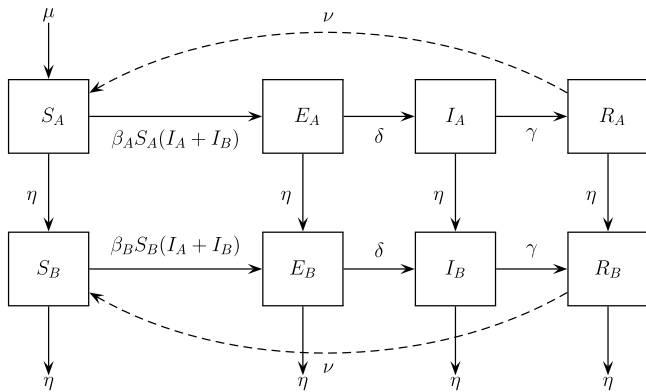 μ
ν
S_A
E_A
I_A
R_A
β_A S_A(I_A + I_B)
δ
γ
η
η
η
η
S_B
β_B S_B(I_A + I_B)
E_B
δ
I_B
γ
R_B
ν
η
η
η
η